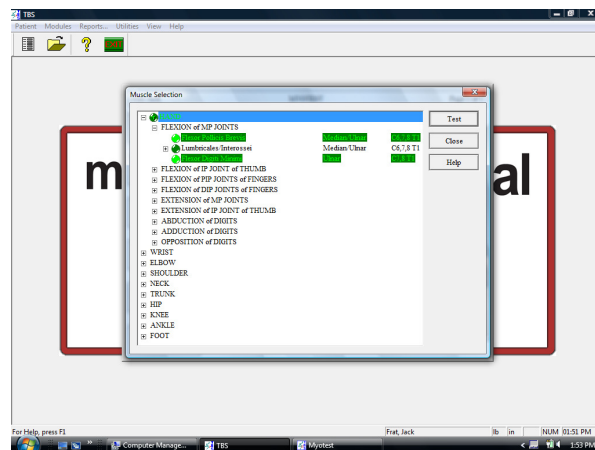 TBS
Patient Modules Reports... Utilities View Help
Muscle Selection
FLEXION of MP JOINTS
Flexor Pollicis Brevis Median/Ulnar C6,7,8 T1
Lumbricales/Interossei Median/Ulnar C6,7,8 T1
Flexor Digiti Minimi Ulnar
FLEXION of IP JOINT of THUMB
FLEXION of PIP JOINTS of FINGERS
FLEXION of DIP JOINTS of FINGERS
EXTENSION of MP JOINTS
EXTENSION of IP JOINT of THUMB
ABDUCTION of DIGITS
ADDUCTION of DIGITS
OPPOSITION of DIGITS
WRIST
ELBOW
SHOULDER
NECK
TRUNK
HIP
KNEE
ANKLE
FOOT
Test
Close
Help
m
al
For Help, press F1 Frat, Jack lb in NUM 01:51 PM
Computer Manage... TBS Myotest 1:53 PM